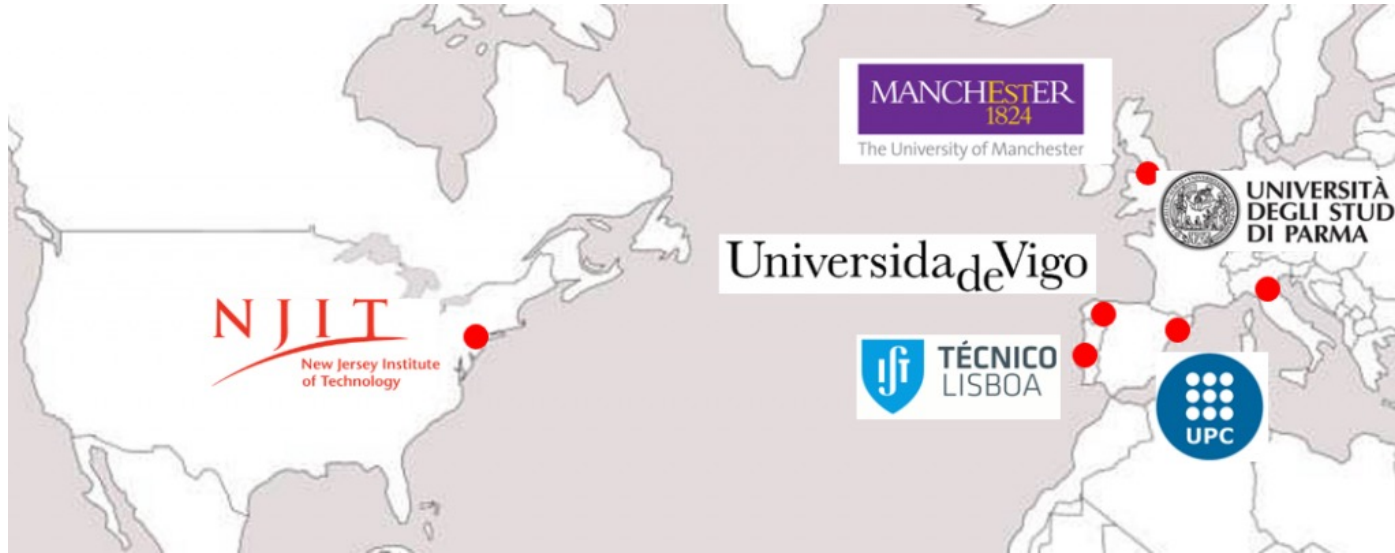 MANCHESTER
1824
The University of Manchester
UNIVERSITÀ
DEGLI STUD
DI PARMA
UniversidadeVigo
NJIT
New Jersey Institute
of Technology
TÉCNICO
LISBOA
UPC